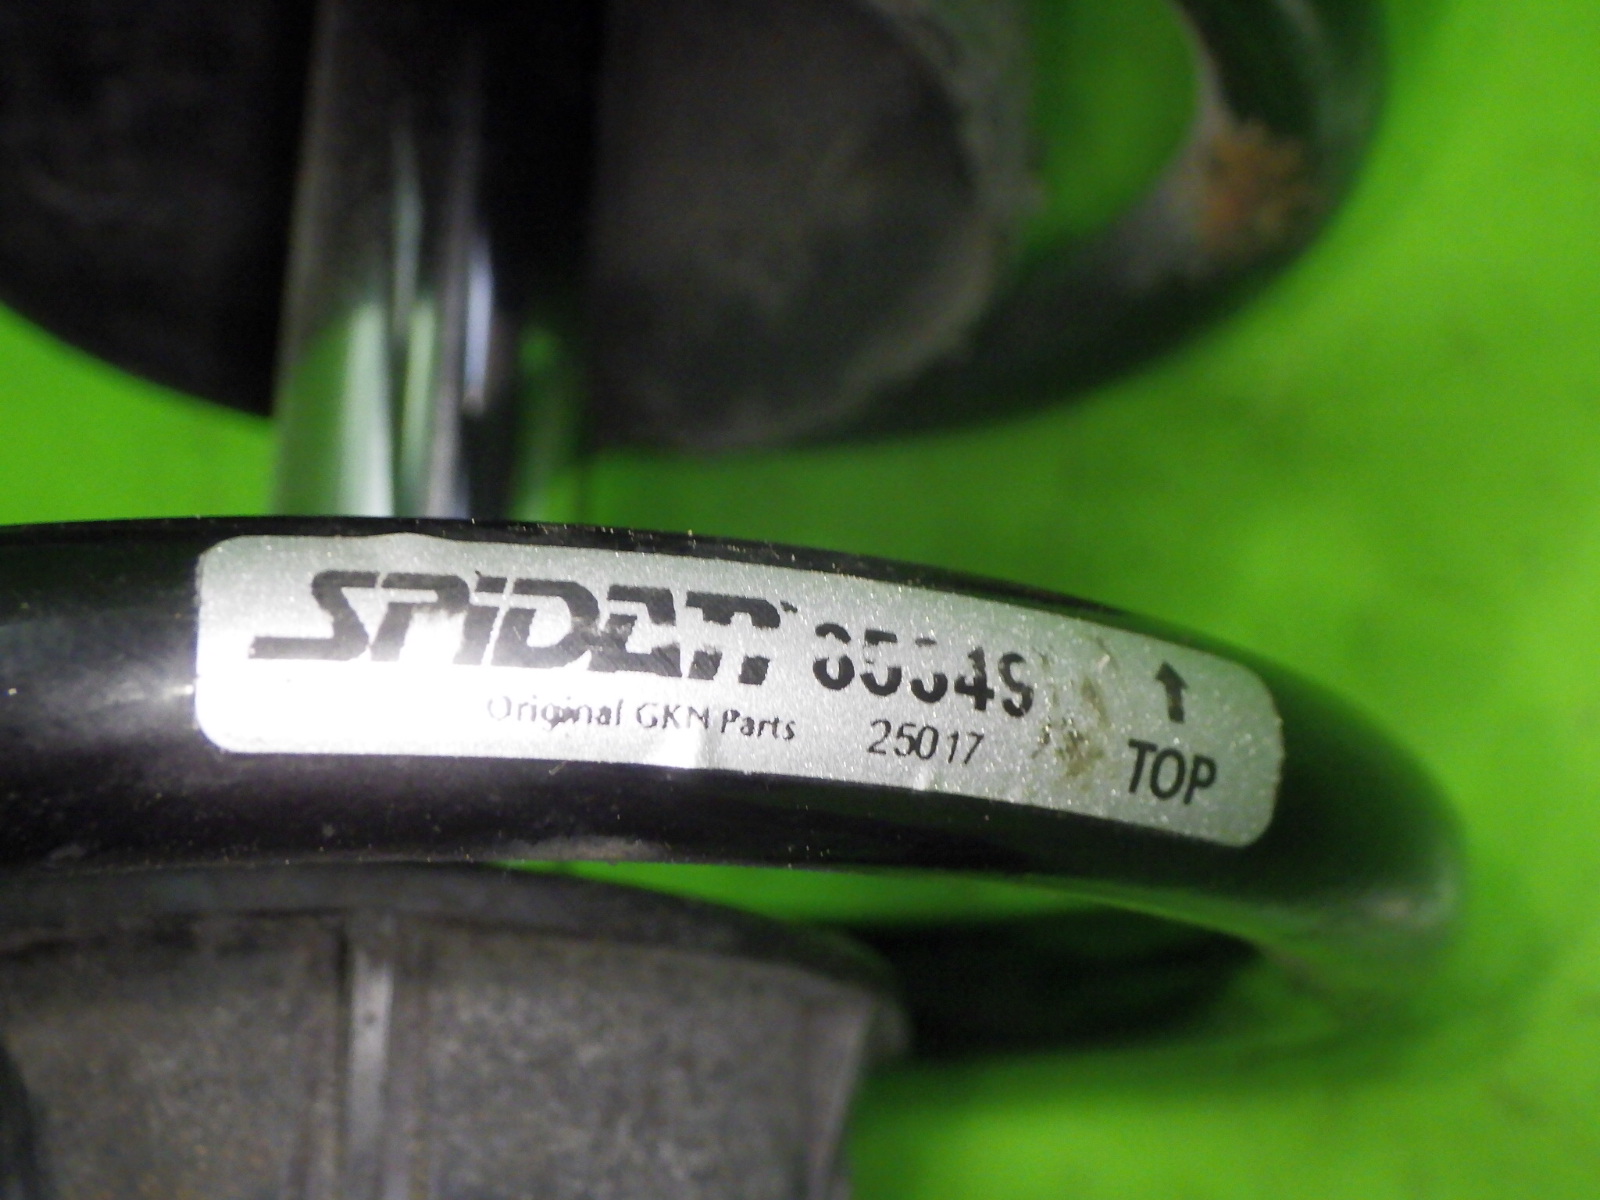 SPIDAN
Original GKN Parts 25017
↑
TOP